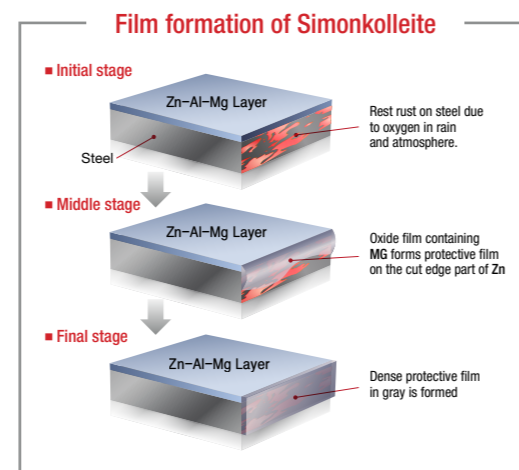 Film formation of Simonkolleite
■ Initial stage
Zn-Al-Mg Layer
Steel
Rest rust on steel due
to oxygen in rain
and atmosphere.
■ Middle stage
Zn-Al-Mg Layer
Oxide film containing
MG forms protective film
on the cut edge part of Zn
■ Final stage
Zn-Al-Mg Layer
Dense protective film
in gray is formed